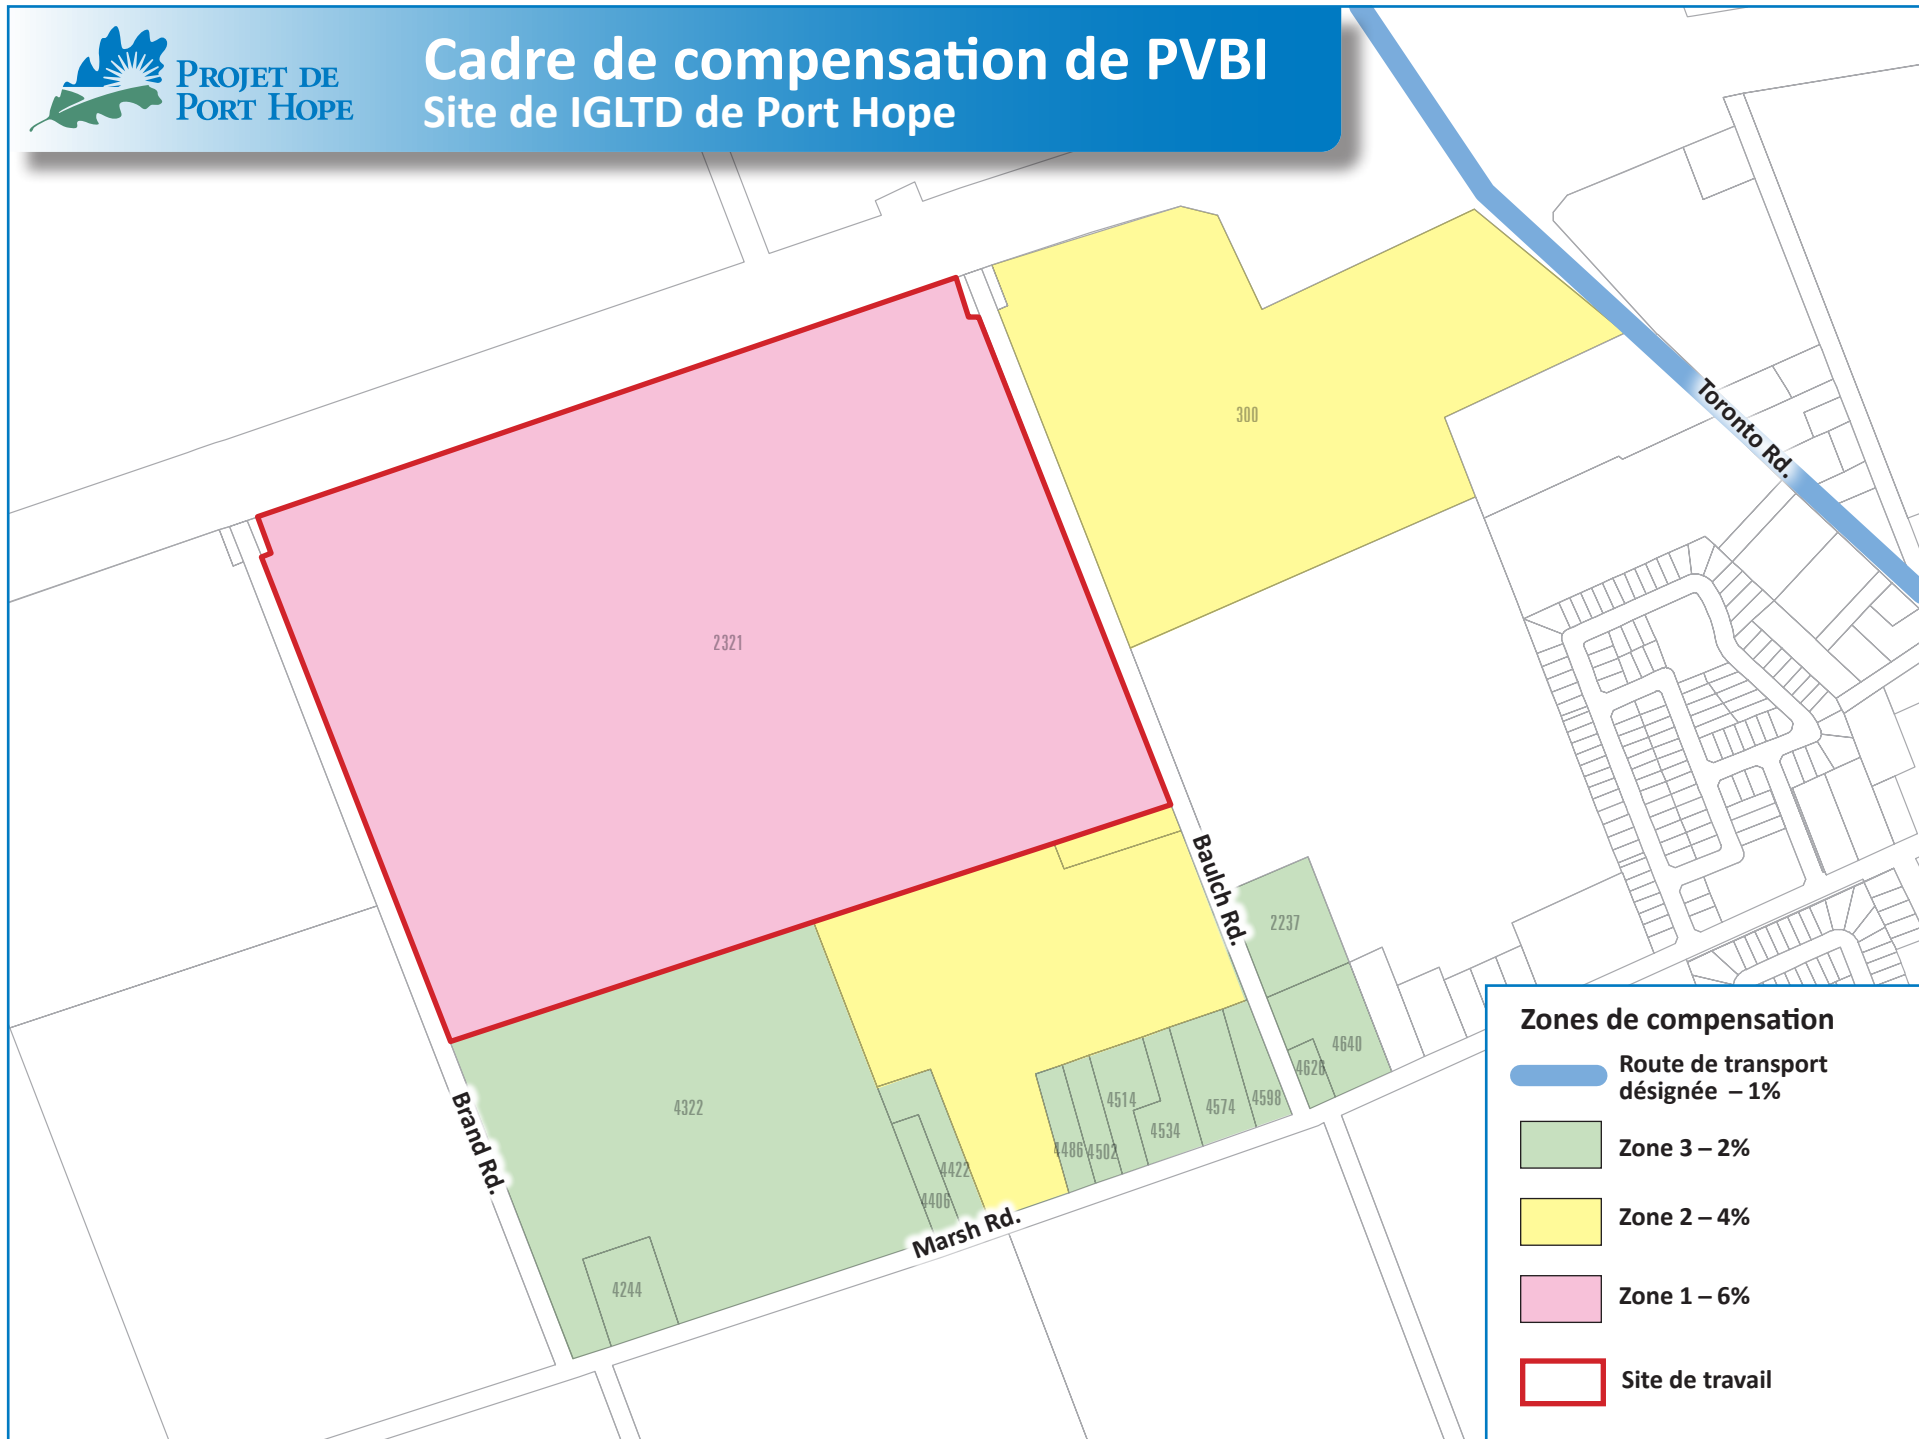 PROJET DE
PORT HOPE
Cadre de compensation de PVBI
Site de IGLTD de Port Hope
Toronto Rd.
300
2321
Baulch Rd.
2237
4640
4626
4322
4514
4574
4598
4534
4486
4502
4422
4406
Brand Rd.
Marsh Rd.
4244
Zones de compensation
Route de transport
désignée – 1%
Zone 3 – 2%
Zone 2 – 4%
Zone 1 – 6%
Site de travail